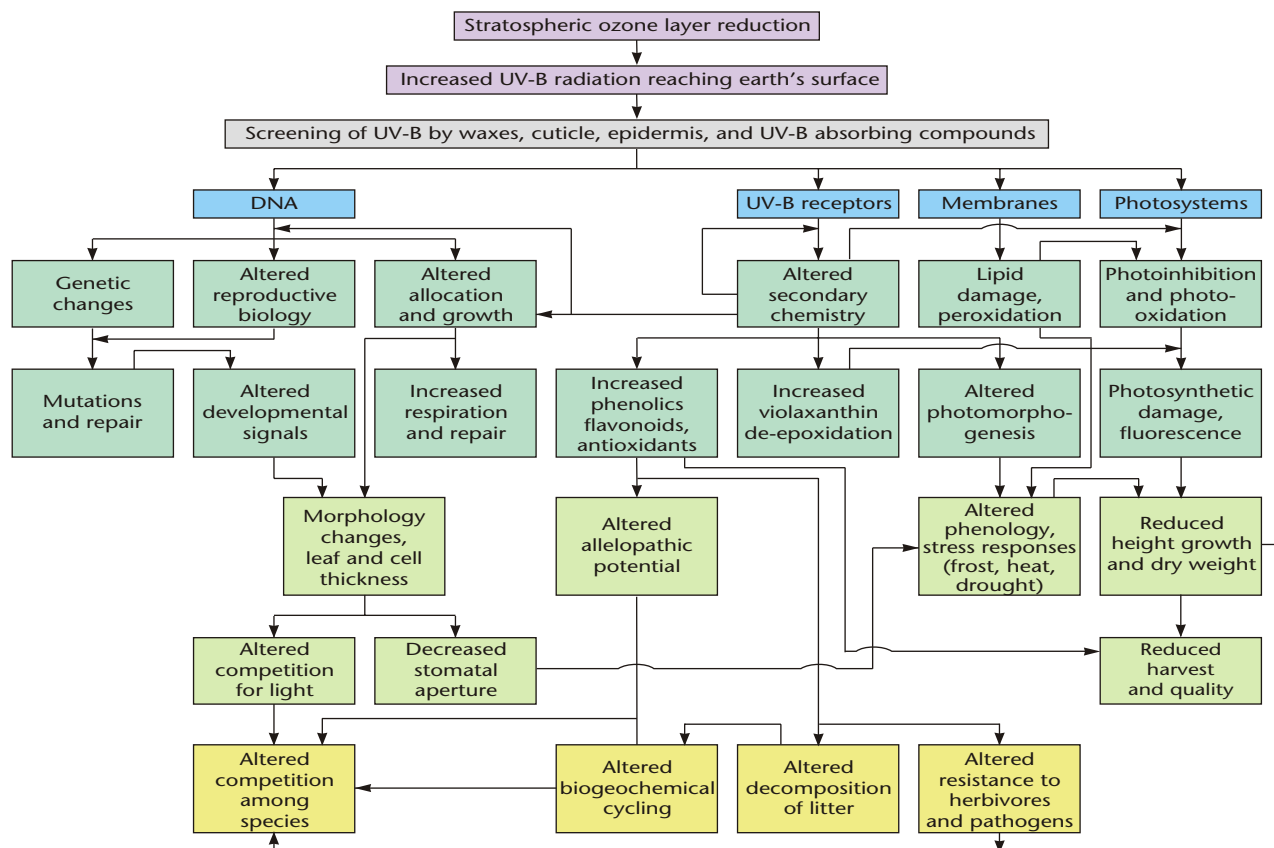 Stratospheric ozone layer reduction
Increased UV-B radiation reaching earth's surface
Screening of UV-B by waxes, cuticle, epidermis, and UV-B absorbing compounds
DNA
UV-B receptors
Membranes
Photosystems
Genetic
changes
Altered
reproductive
biology
Altered
allocation
and growth
Altered
secondary
chemistry
Lipid
damage,
peroxidation
Photoinhibition
and photo-
oxidation
Mutations
and repair
Altered
developmental
signals
Increased
respiration
and repair
Increased
phenolics
flavonoids,
antioxidants
Increased
violaxanthin
de-epoxidation
Altered
photomorpho-
genesis
Photosynthetic
damage,
fluorescence
Morphology
changes,
leaf and cell
thickness
Altered
allelopathic
potential
Altered
phenology,
stress responses
(frost, heat,
drought)
Reduced
height growth
and dry weight
Altered
competition
for light
Decreased
stomatal
aperture
Reduced
harvest
and quality
Altered
competition
among
species
Altered
biogeochemical
cycling
Altered
decomposition
of litter
Altered
resistance to
herbivores
and pathogens